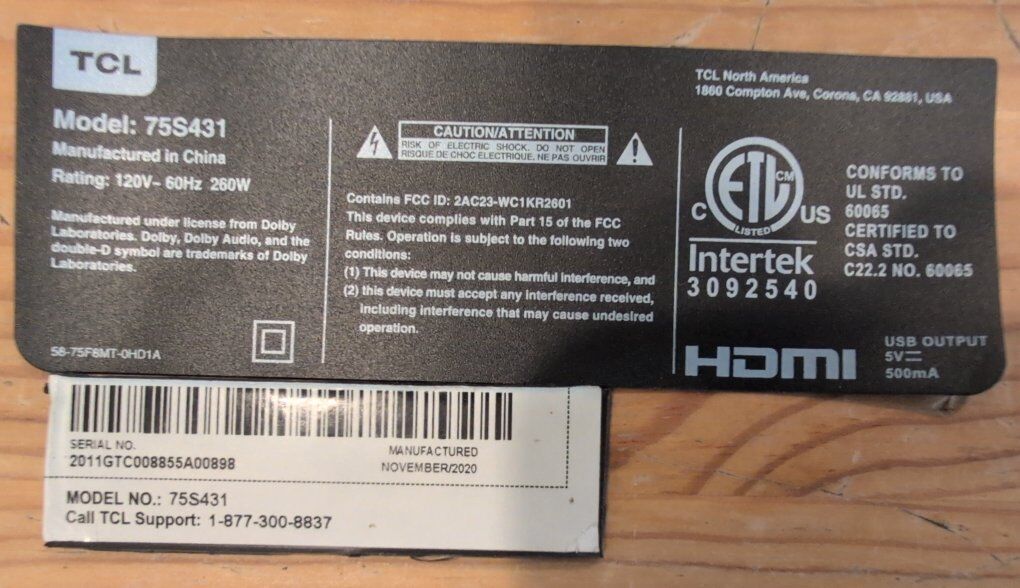 TCL
Model: 75S431
Manufactured in China
Rating: 120V~ 60Hz 260W
Manufactured under license from Dolby
Laboratories. Dolby, Dolby Audio, and the
double-D symbol are trademarks of Dolby
Laboratories.
58-75F8MT-0HD1A
CAUTION/ATTENTION
RISK OF ELECTRIC SHOCK. DO NOT OPEN
RISQUE DE CHOC ELECTRIQUE. NE PAS OUVRIR
Contains FCC ID: 2AC23-WC1KR2601
This device complies with Part 15 of the FCC
Rules. Operation is subject to the following two
conditions:
(1) This device may not cause harmful interference, and
(2) this device must accept any interference received,
including interference that may cause undesired
operation.
TCL North America
1860 Compton Ave, Corona, CA 92881, USA
C ETL CM US
LISTED
Intertek
3092540
CONFORMS TO
UL STD.
60065
CERTIFIED TO
CSA STD.
C22.2 NO. 60065
HDMI
USB OUTPUT
5V
500mA
SERIAL NO.
2011GTC008855A00898
MANUFACTURED
NOVEMBER/2020
MODEL NO.: 75S431
Call TCL Support: 1-877-300-8837